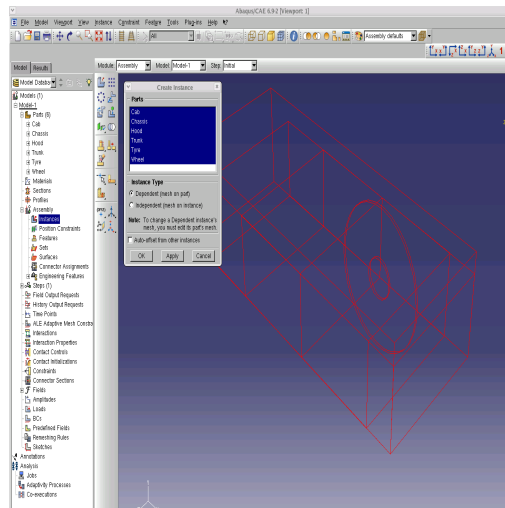 Abaqus/CAE 6.9-2 [Viewport: 1]
File Model Viewport View Instance Constraint Feature Tools Plug-ins Help
All
Assembly defaults
Model Results
Module: Assembly Model: Model-1 Step: Initial
Model Databa
Models (1)
Model-1
Parts (6)
Cab
Chassis
Hood
Trunk
Tyre
Wheel
Materials
Sections
Profiles
Assembly
Instances
Position Constraints
Features
Sets
Surfaces
Connector Assignments
Engineering Features
Steps (1)
Field Output Requests
History Output Requests
Time Points
ALE Adaptive Mesh Constra
Interactions
Interaction Properties
Contact Controls
Contact Initializations
Constraints
Connector Sections
Fields
Amplitudes
Loads
BCs
Predefined Fields
Remeshing Rules
Sketches
Annotations
Analysis
Jobs
Adaptivity Processes
Co-executions
Create Instance
Parts
Cab
Chassis
Hood
Trunk
Tyre
Wheel
Instance Type
Dependent (mesh on part)
Independent (mesh on instance)
Note: To change a Dependent instance's
mesh, you must edit its part's mesh.
Auto-offset from other instances
OK Apply Cancel